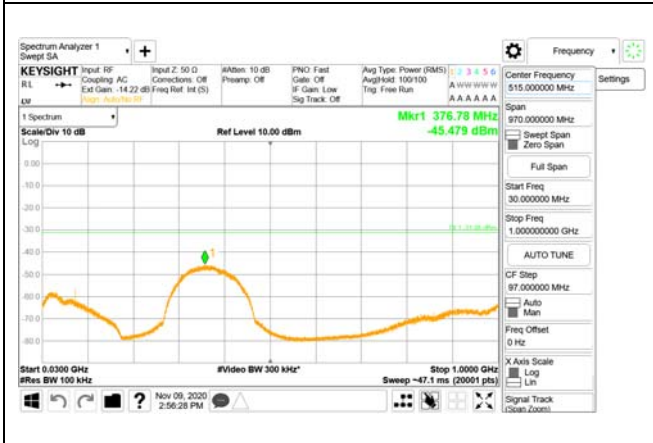 Spectrum Analyzer 1
Swept SA
Frequency
KEYSIGHT
RL
Input: RF
Coupling: AC
Ext Gain: -14.22 dB
Align: Auto/No RF
Input Z: 50 Ω
Corrections: Off
Freq Ref: Int (S)
#Atten: 10 dB
Preamp: Off
PNO: Fast
Gate: Off
IF Gain: Low
Sig Track: Off
Avg Type: Power (RMS)
Avg|Hold: 100/100
Trig: Free Run
1 2 3 4 5 6
A W W W W W
A A A A A A
Center Frequency
515.000000 MHz
Settings
1 Spectrum
Scale/Div 10 dB
Log
Ref Level 10.00 dBm
Mkr1 376.78 MHz
-45.479 dBm
Span
970.000000 MHz
Swept Span
Zero Span
Full Span
Start Freq
30.000000 MHz
Stop Freq
1.000000000 GHz
AUTO TUNE
CF Step
97.000000 MHz
Auto
Man
Freq Offset
0 Hz
X Axis Scale
Log
Lin
Signal Track
(Span Zoom)
0.00
-10.0
-20.0
-30.0
-40.0
-50.0
-60.0
-70.0
-80.0
1
Start 0.0300 GHz
#Res BW 100 kHz
#Video BW 300 kHz*
Stop 1.0000 GHz
Sweep ~47.1 ms (20001 pts)
?
Nov 09, 2020
2:56:28 PM